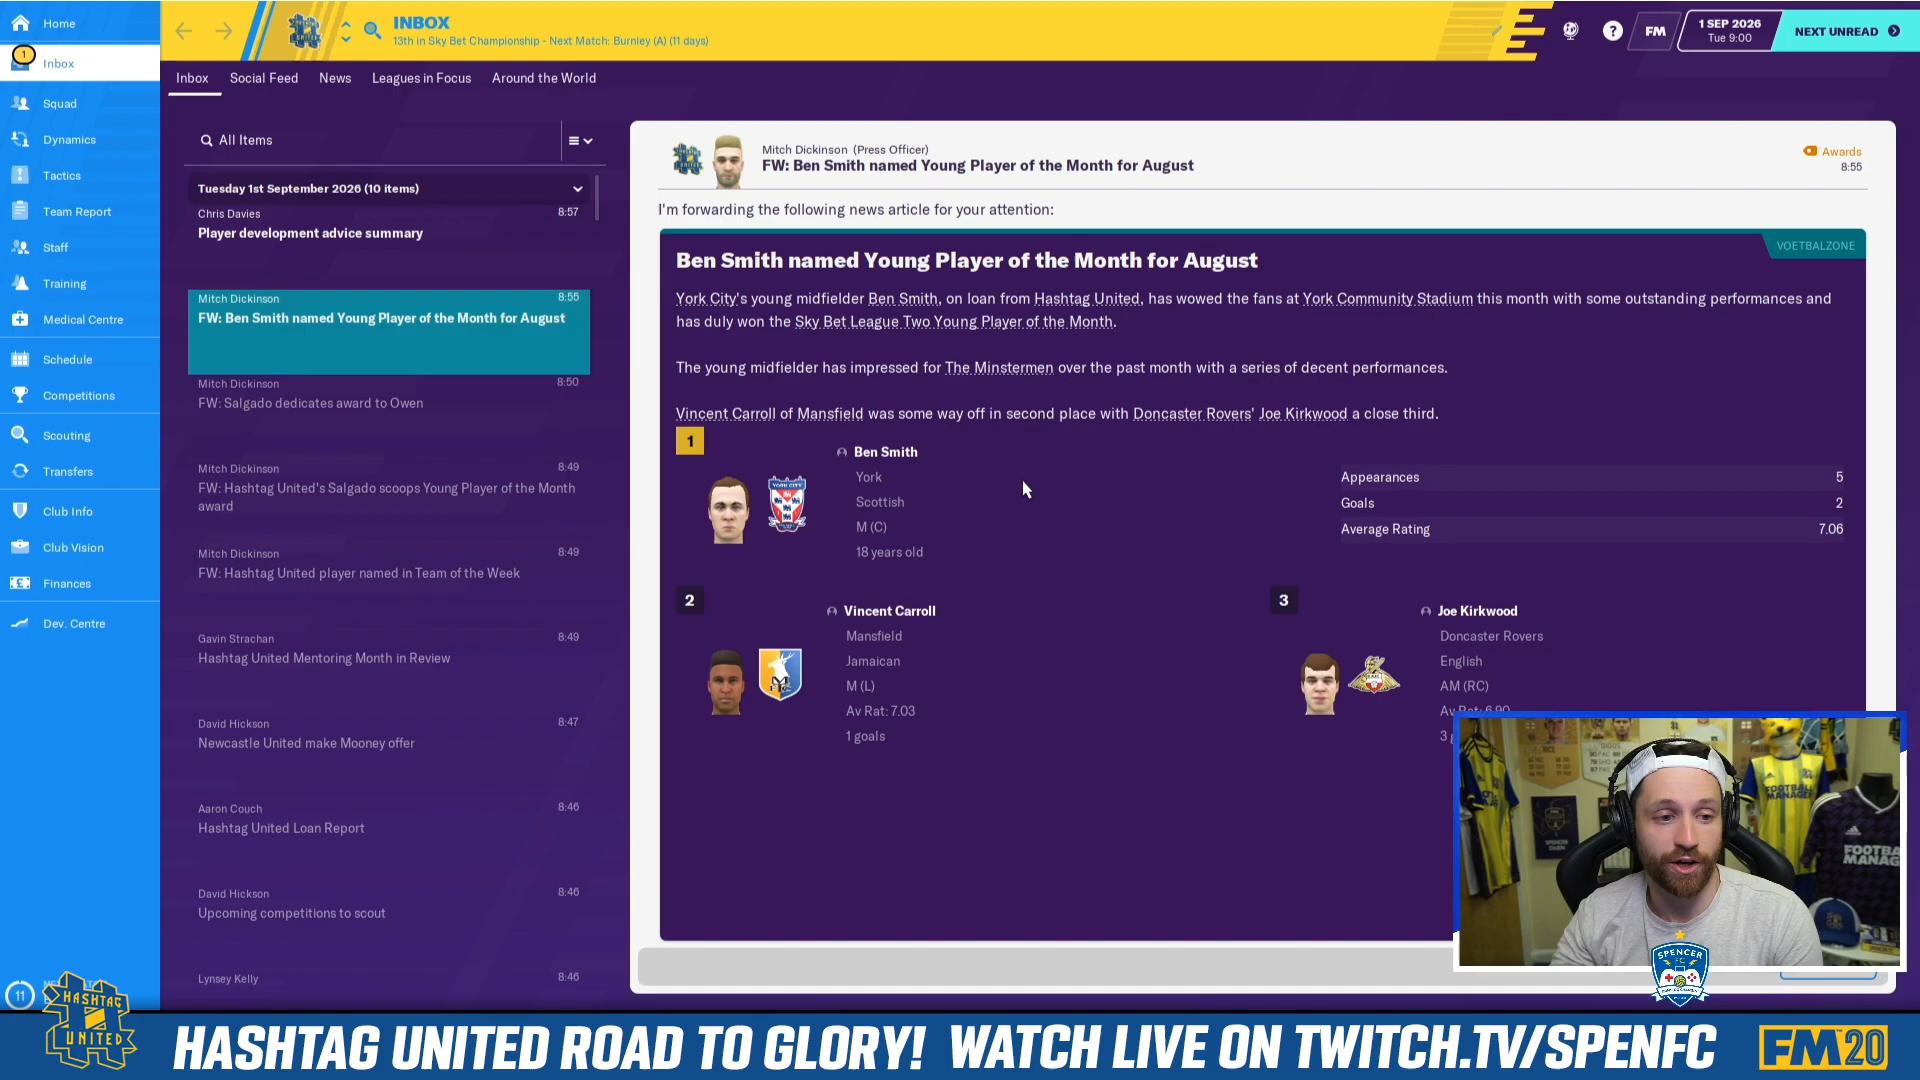 Home
1
Inbox
Squad
Dynamics
Tactics
Team Report
Staff
Training
Medical Centre
Schedule
Competitions
Scouting
Transfers
Club Info
Club Vision
Finances
Dev. Centre
11
INBOX
13th in Sky Bet Championship - Next Match: Burnley (A) (11 days)
FM
1 SEP 2026
Tue 9:00
NEXT UNREAD
Inbox Social Feed News Leagues in Focus Around the World
All Items
Tuesday 1st September 2026 (10 items)
Chris Davies 8:57
Player development advice summary
Mitch Dickinson 8:55
FW: Ben Smith named Young Player of the Month for August
Mitch Dickinson 8:50
FW: Salgado dedicates award to Owen
Mitch Dickinson 8:49
FW: Hashtag United's Salgado scoops Young Player of the Month
award
Mitch Dickinson 8:49
FW: Hashtag United player named in Team of the Week
Gavin Strachan 8:49
Hashtag United Mentoring Month in Review
David Hickson 8:47
Newcastle United make Mooney offer
Aaron Couch 8:46
Hashtag United Loan Report
David Hickson 8:46
Upcoming competitions to scout
Lynsey Kelly 8:46
Mitch Dickinson (Press Officer)
FW: Ben Smith named Young Player of the Month for August
Awards
8:55
I'm forwarding the following news article for your attention:
VOETBALZONE
Ben Smith named Young Player of the Month for August
York City's young midfielder Ben Smith, on loan from Hashtag United, has wowed the fans at York Community Stadium this month with some outstanding performances and
has duly won the Sky Bet League Two Young Player of the Month.
The young midfielder has impressed for The Minstermen over the past month with a series of decent performances.
Vincent Carroll of Mansfield was some way off in second place with Doncaster Rovers' Joe Kirkwood a close third.
1
Ben Smith
York
Scottish
M (C)
18 years old
Appearances 5
Goals 2
Average Rating 7.06
2
Vincent Carroll
Mansfield
Jamaican
M (L)
Av Rat: 7.03
1 goals
3
Joe Kirkwood
Doncaster Rovers
English
AM (RC)
Av Rat: 6.90
3
FOOTBALL
MANAGER
FOOTBA
MANAG
SPENCER
FC
HASHTAG
UNITED
HASHTAG UNITED ROAD TO GLORY! WATCH LIVE ON TWITCH.TV/SPENFC
FM20